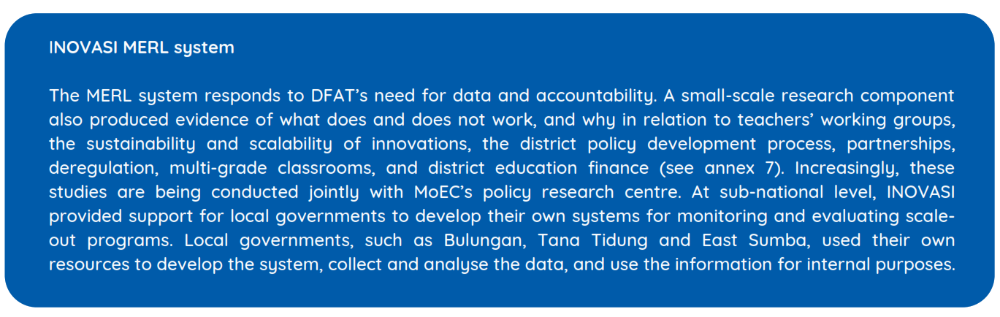 INOVASI MERL system
The MERL system responds to DFAT's need for data and accountability. A small-scale research component
also produced evidence of what does and does not work, and why in relation to teachers' working groups,
the sustainability and scalability of innovations, the district policy development process, partnerships,
deregulation, multi-grade classrooms, and district education finance (see annex 7). Increasingly, these
studies are being conducted jointly with MoEC's policy research centre. At sub-national level, INOVASI
provided support for local governments to develop their own systems for monitoring and evaluating scale-
out programs. Local governments, such as Bulungan, Tana Tidung and East Sumba, used their own
resources to develop the system, collect and analyse the data, and use the information for internal purposes.